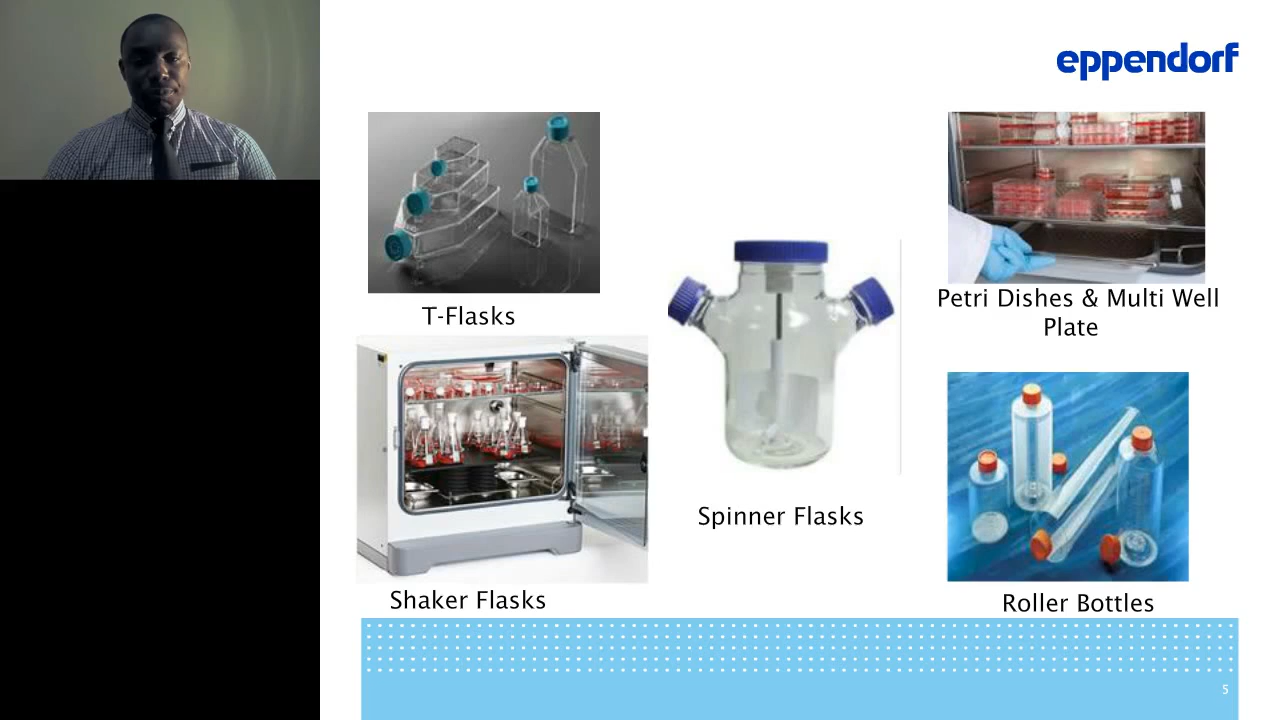 eppendorf
T-Flasks
Petri Dishes & Multi Well
Plate
Spinner Flasks
Shaker Flasks
Roller Bottles
5